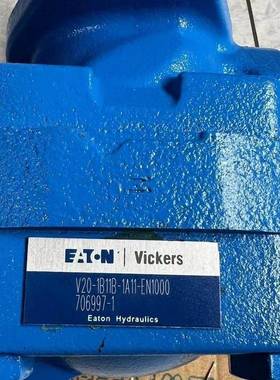 EATON Vickers
V20-1B11B-1A11-EN1000
706997-1
Eaton Hydraulics